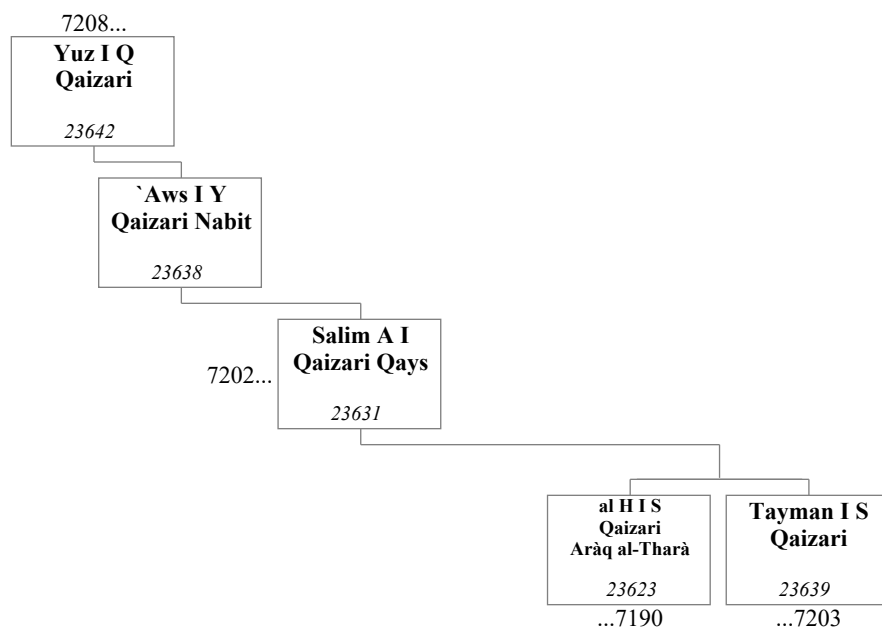 7208...
Yuz I Q
Qaizari
23642
`Aws I Y
Qaizari Nabit
23638
Salim A I
Qaizari Qays
7202...
23631
al H I S
Qaizari
Aràq al-Tharà
23623
...7190
Tayman I S
Qaizari
23639
...7203